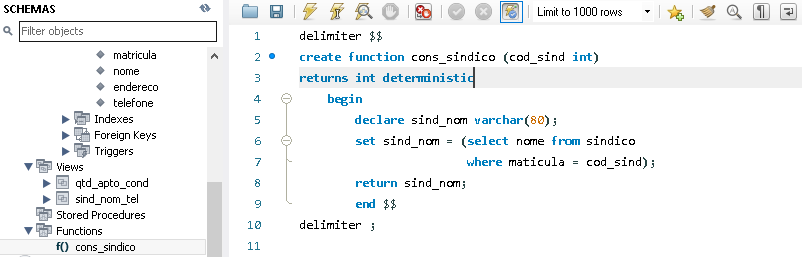 SCHEMAS
Filter objects
matricula
nome
endereco
telefone
Indexes
Foreign Keys
Triggers
Views
qtd_apto_cond
sind_nom_tel
Stored Procedures
Functions
f() cons_sindico
Limit to 1000 rows
1 delimiter $$
2 create function cons_sindico (cod_sind int)
3 returns int deterministic
4 begin
5 declare sind_nom varchar(80);
6 set sind_nom = (select nome from sindico
7 where maticula = cod_sind);
8 return sind_nom;
9 end $$
10 delimiter ;
11